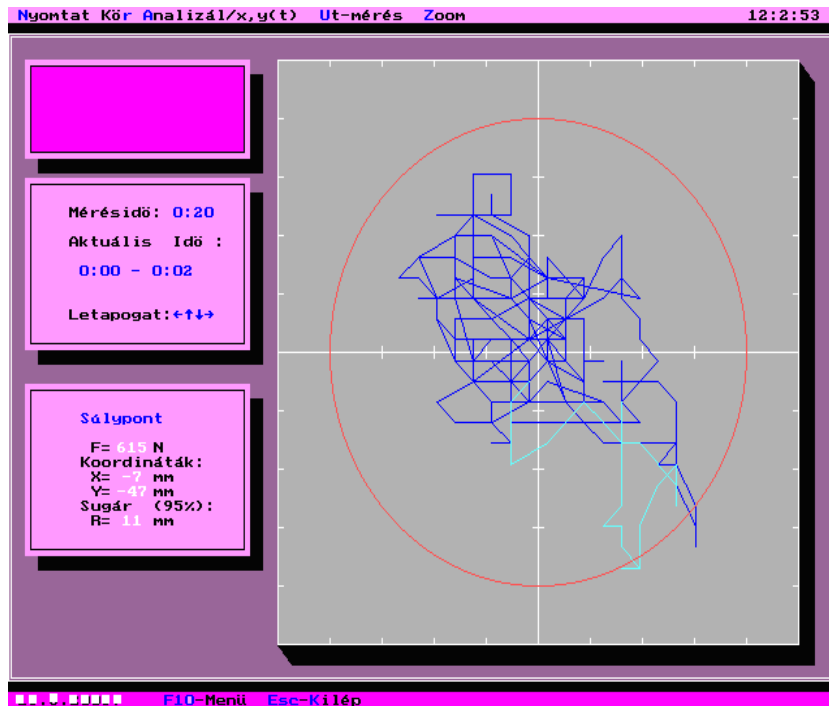 Nyomtat Kör Analizál/x,y(t) Ut-mérés Zoom 12:2:53
Mérésidö: 0:20
Aktuális Idö :
0:00 - 0:02
Letapogat:←↑↓→
Súlypont
F= 615 N
Koordináták:
X= -7 mm
Y= -47 mm
Sugár (95%):
R= 11 mm
F10-Menü Esc-Kilép